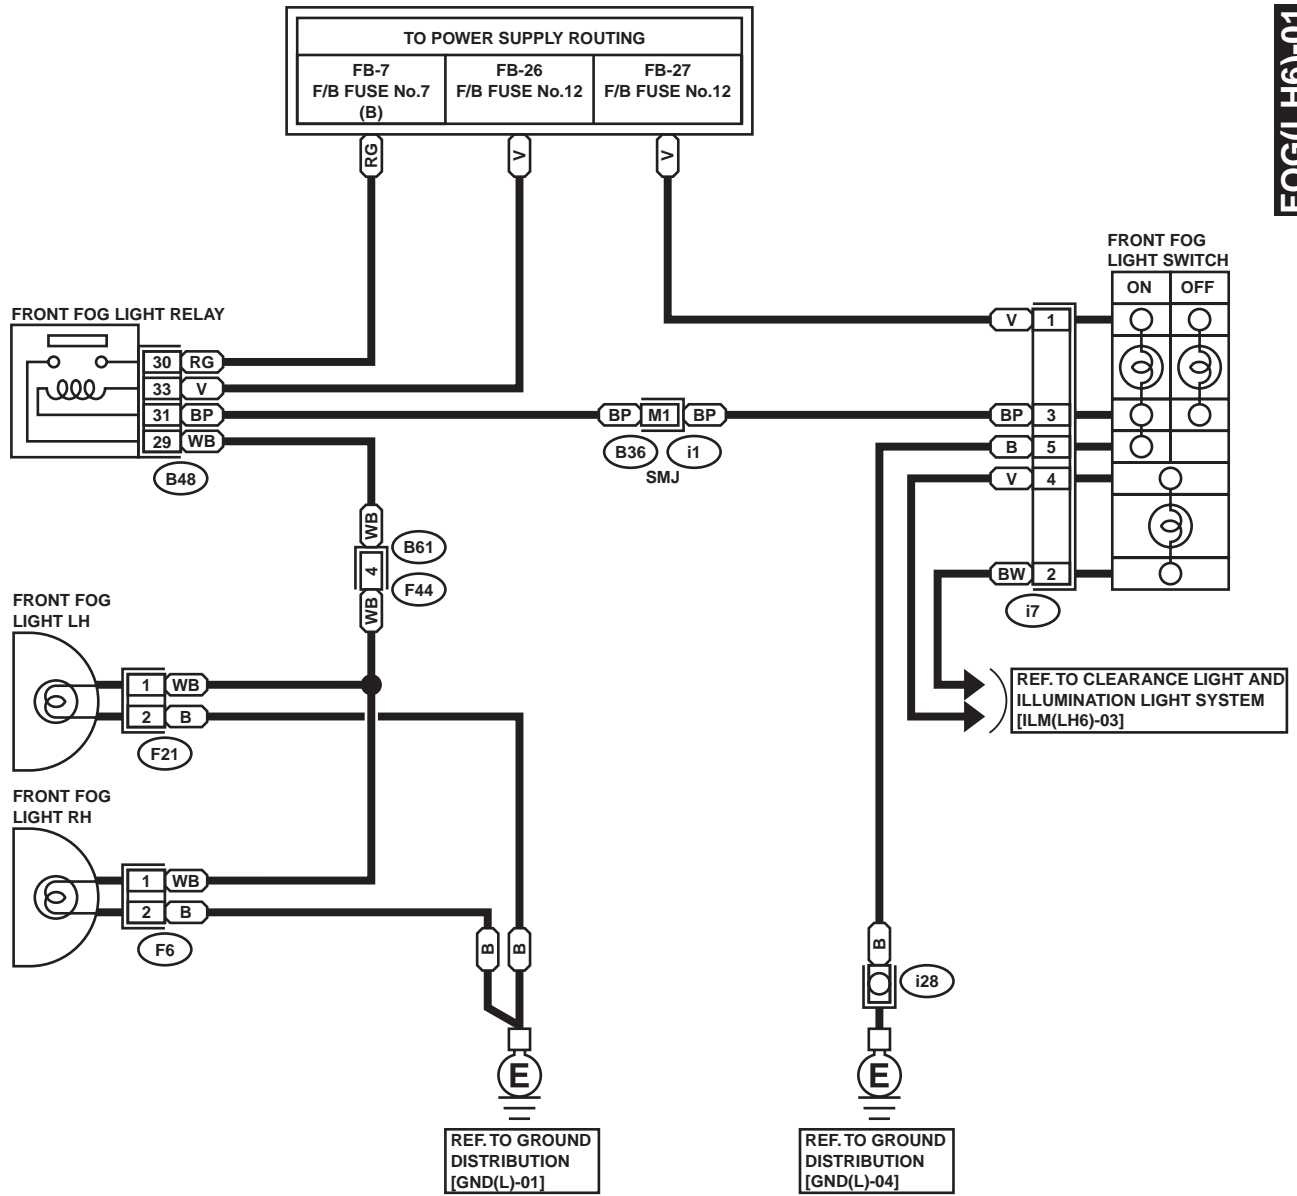 TO POWER SUPPLY ROUTING
FB-7
F/B FUSE No.7
(B)
FB-26
F/B FUSE No.12
FB-27
F/B FUSE No.12
RG
V
V
FOG(LH6)-01
FRONT FOG
LIGHT SWITCH
ON OFF
FRONT FOG LIGHT RELAY
30 RG
33 V
31 BP
29 WB
B48
BP M1 BP
B36 i1
SMJ
V 1
BP 3
B 5
V 4
BW 2
i7
WB
4
WB
B61
F44
FRONT FOG
LIGHT LH
1 WB
2 B
F21
REF. TO CLEARANCE LIGHT AND
ILLUMINATION LIGHT SYSTEM
[ILM(LH6)-03]
FRONT FOG
LIGHT RH
1 WB
2 B
F6
B
B
B
i28
E
E
REF. TO GROUND
DISTRIBUTION
[GND(L)-01]
REF. TO GROUND
DISTRIBUTION
[GND(L)-04]